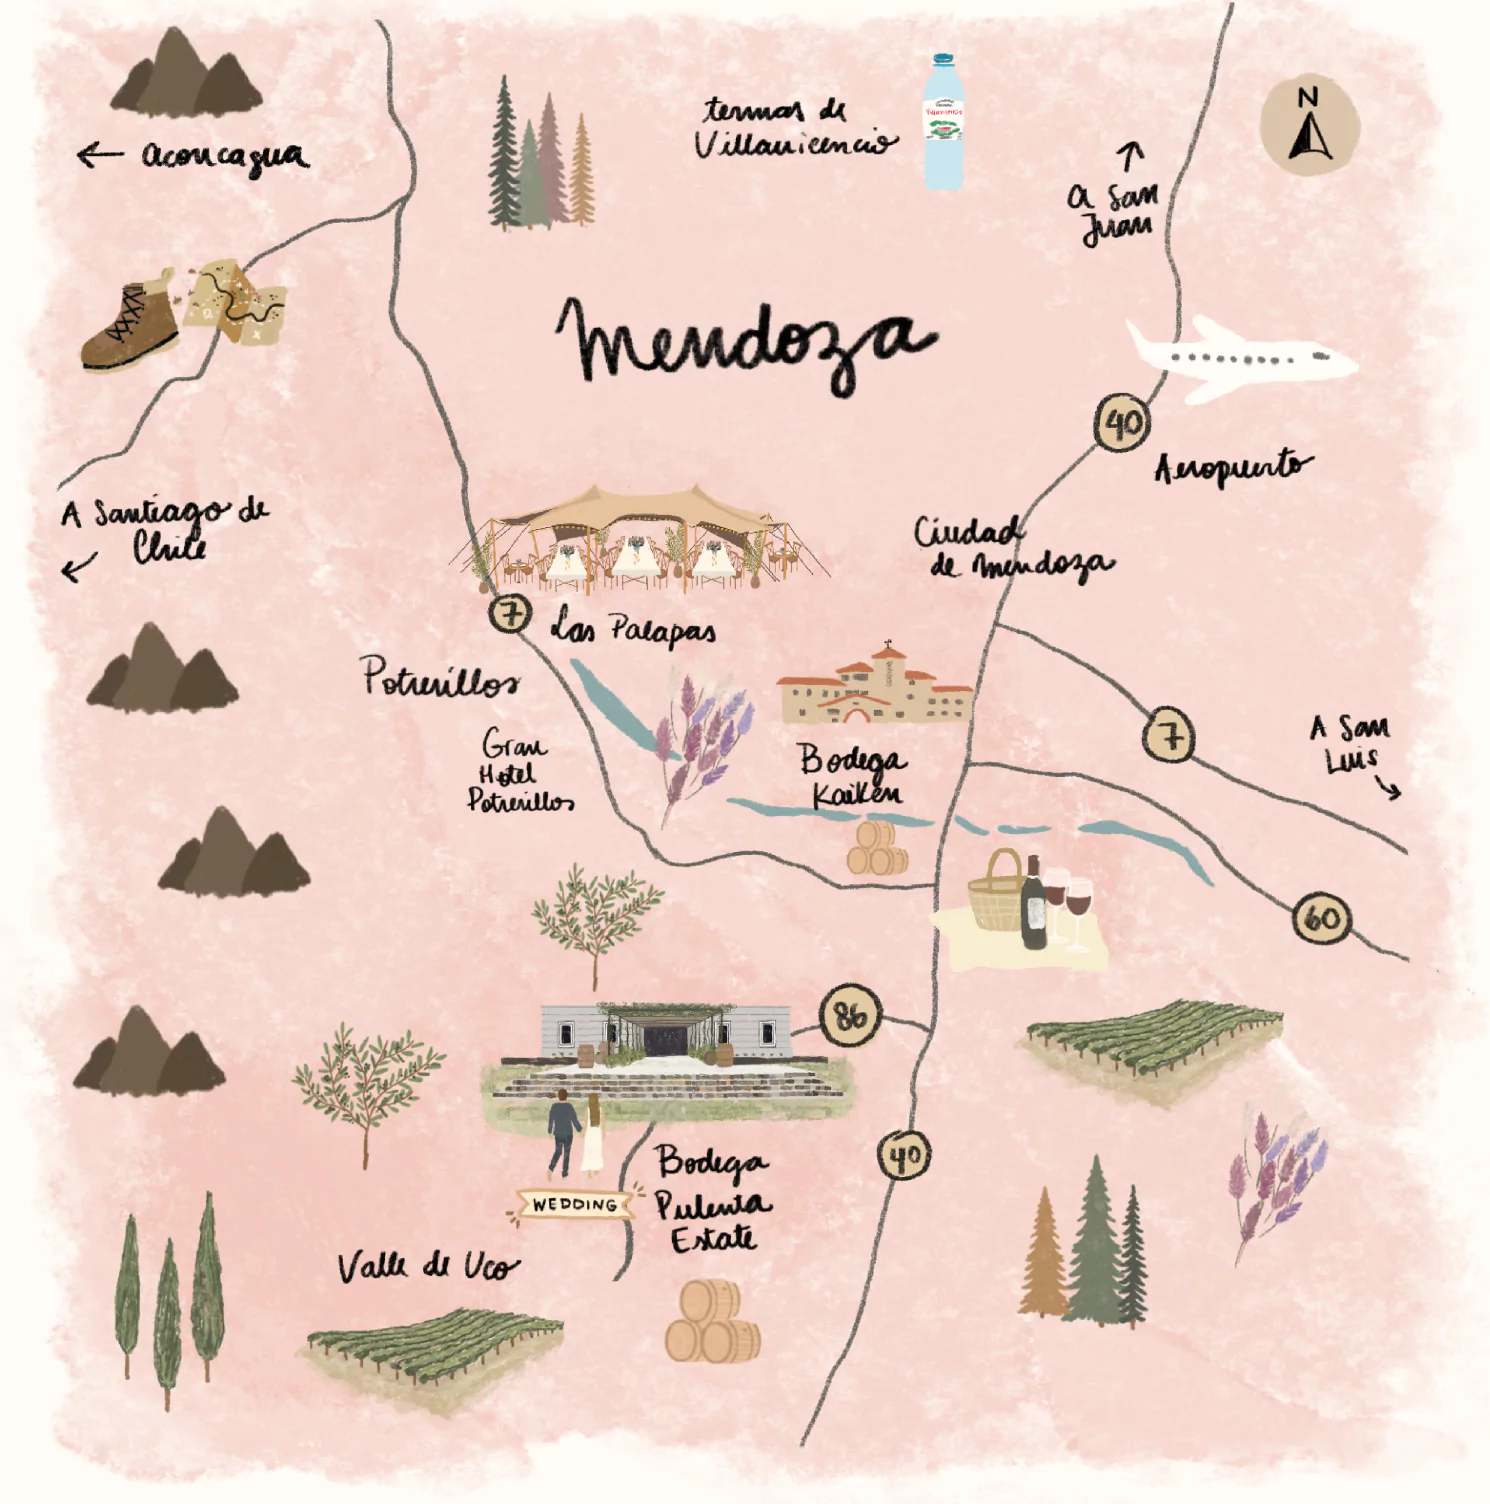 N
termas de
Villavicencio
← aconcagua
a San
Juan
Mendoza
40
Aeropuerto
A Santiago de
Chile
Ciudad
de Mendoza
7
Las Palapas
Potrerillos
Gran
Hotel
Potrerillos
Bodega
Kaiken
7
A San
Luis
60
86
40
WEDDING
Bodega
Pulenta
Estate
Valle de Uco